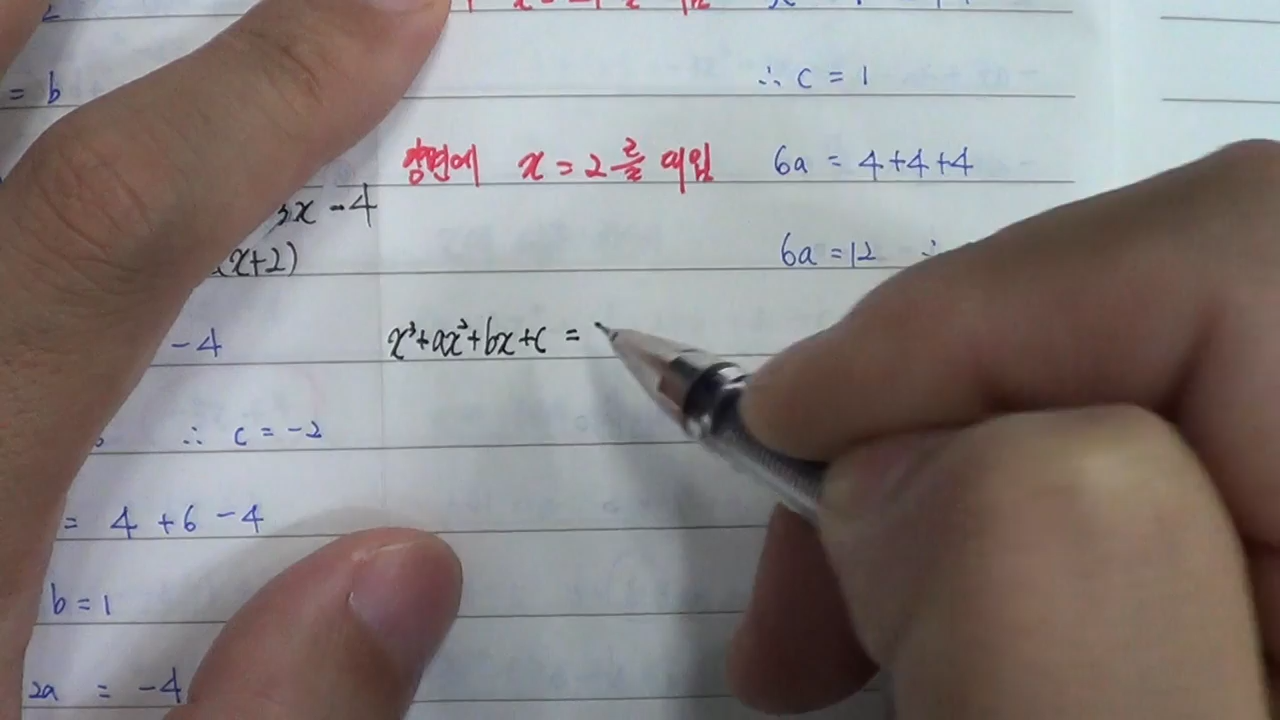 = b
∴ c = 1
양변에 x = 2 를 대입
6a = 4+4+4
3x - 4
(x+2)
6a = 12 ∴
- 4
x³+ax²+bx+c =
∴ c = -2
= 4 + 6 - 4
b = 1
2a = -4